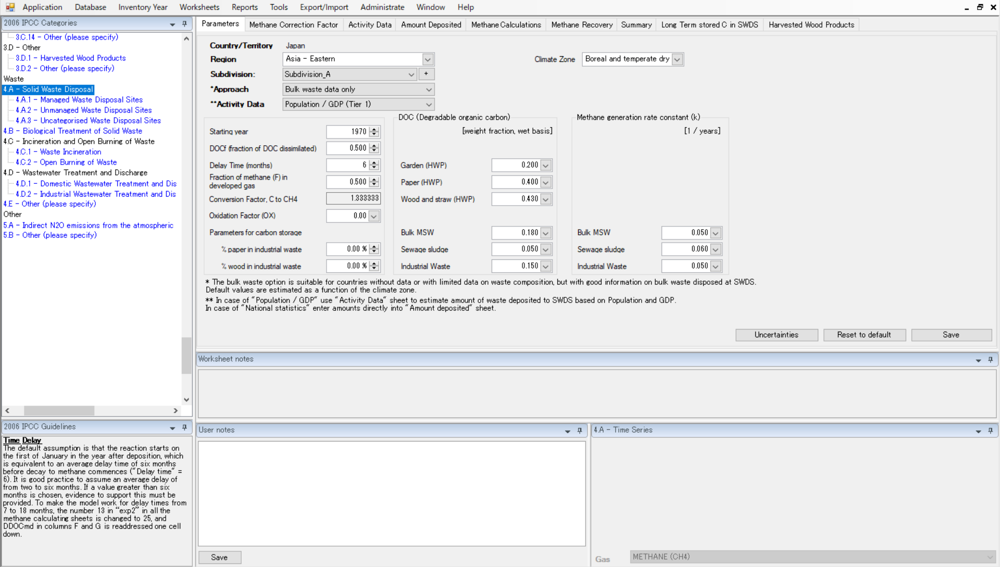 Application Database Inventory Year Worksheets Reports Tools Export/Import Administrate Window Help
2006 IPCC Categories
3.C.14 - Other (please specify)
3.D - Other
3.D.1 - Harvested Wood Products
3.D.2 - Other (please specify)
Waste
4.A - Solid Waste Disposal
4.A.1 - Managed Waste Disposal Sites
4.A.2 - Unmanaged Waste Disposal Sites
4.A.3 - Uncategorised Waste Disposal Sites
4.B - Biological Treatment of Solid Waste
4.C - Incineration and Open Burning of Waste
4.C.1 - Waste Incineration
4.C.2 - Open Burning of Waste
4.D - Wastewater Treatment and Discharge
4.D.1 - Domestic Wastewater Treatment and Dis
4.D.2 - Industrial Wastewater Treatment and Dis
4.E - Other (please specify)
Other
5.A - Indirect N2O emissions from the atmospheric
5.B - Other (please specify)
2006 IPCC Guidelines
Time Delay
The default assumption is that the reaction starts on
the first of January in the year after deposition, which
is equivalent to an average delay time of six months
before decay to methane commences ("Delay time" =
6). It is good practice to assume an average delay of
from two to six months. If a value greater than six
months is chosen, evidence to support this must be
provided. To make the model work for delay times from
7 to 18 months, the number 13 in "exp2" in all the
methane calculating sheets is changed to 25, and
DDOCmd in columns F and G is readdressed one cell
down.
Parameters Methane Correction Factor Activity Data Amount Deposited Methane Calculations Methane Recovery Summary Long Term stored C in SWDS Harvested Wood Products
Country/Territory Japan
Region Asia - Eastern Climate Zone Boreal and temperate dry
Subdivision: Subdivision_A +
*Approach Bulk waste data only
**Activity Data Population / GDP (Tier 1)
Starting year 1970
DOCf (fraction of DOC dissimilated) 0.500
Delay Time (months) 6
Fraction of methane (F) in
developed gas 0.500
Conversion Factor, C to CH4 1.333333
Oxidation Factor (OX) 0.00
Parameters for carbon storage
% paper in industrial waste 0.00 %
% wood in industrial waste 0.00 %
DOC (Degradable organic carbon)
[weight fraction, wet basis]
Garden (HWP) 0.200
Paper (HWP) 0.400
Wood and straw (HWP) 0.430
Bulk MSW 0.180
Sewage sludge 0.050
Industrial Waste 0.150
Methane generation rate constant (k)
[1 / years]
Bulk MSW 0.050
Sewage sludge 0.060
Industrial Waste 0.050
* The bulk waste option is suitable for countries without data or with limited data on waste composition, but with good information on bulk waste disposed at SWDS.
Default values are estimated as a function of the climate zone.
** In case of "Population / GDP" use "Activity Data" sheet to estimate amount of waste deposited to SWDS based on Population and GDP.
In case of "National statistics" enter amounts directly into "Amount deposited" sheet.
Uncertainties Reset to default Save
Worksheet notes
User notes
Save
4.A - Time Series
Gas METHANE (CH4)